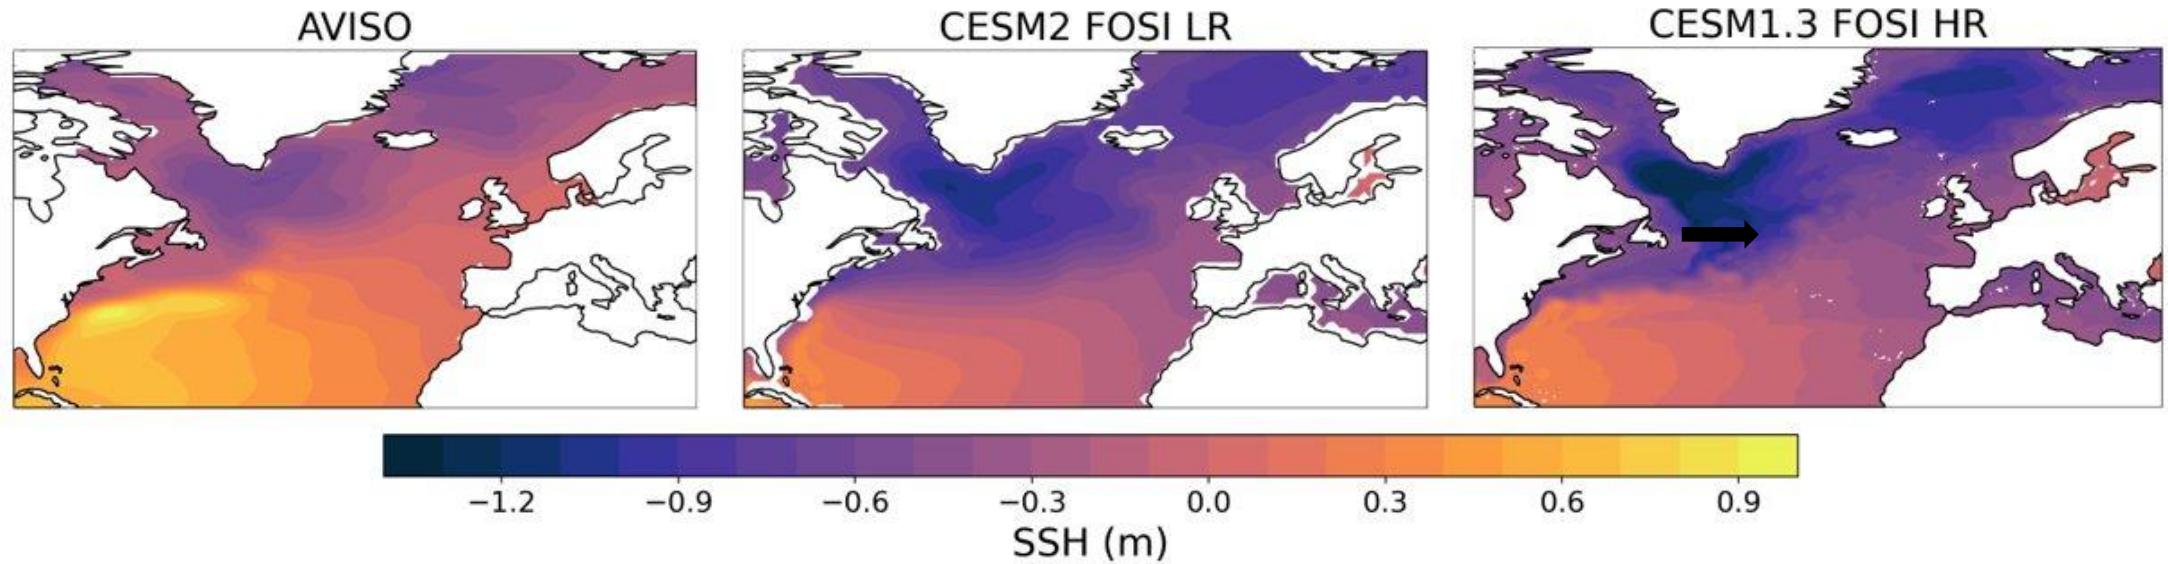 AVISO CESM2 FOSI LR CESM1.3 FOSI HR
−1.2 −0.9 −0.6 −0.3 0.0 0.3 0.6 0.9
SSH (m)